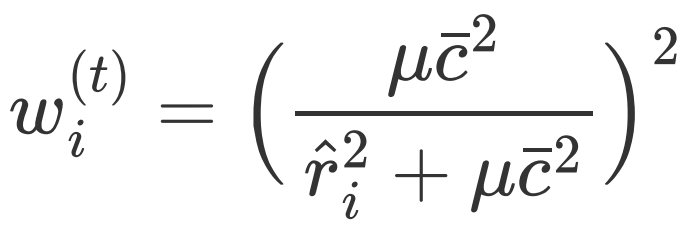 $w_i^{(t)} = \left( \frac{\mu \bar{c}^2}{\hat{r}_i^2 + \mu \bar{c}^2} \right)^2$